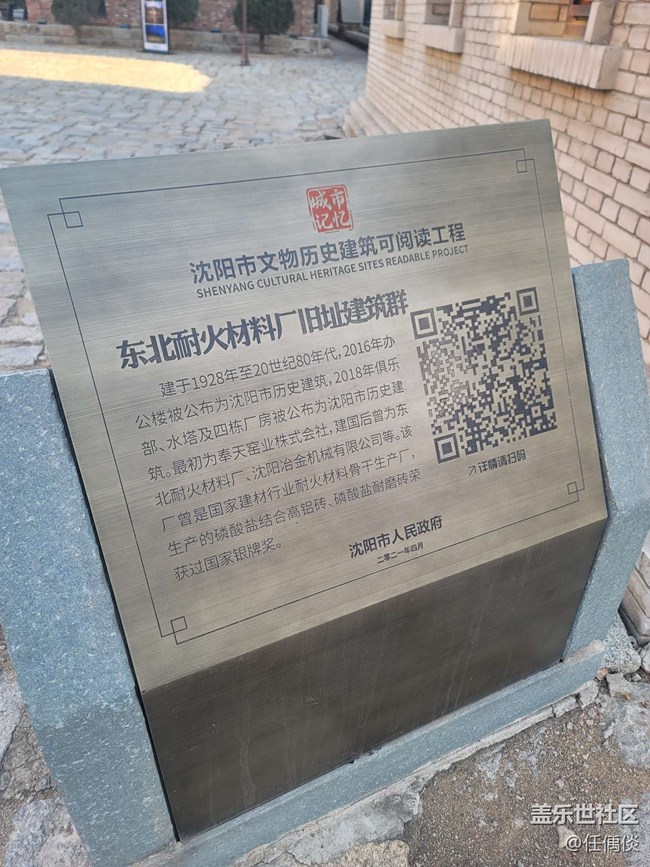 城市
记忆
沈阳市文物历史建筑可阅读工程
SHENYANG CULTURAL HERITAGE SITES READABLE PROJECT
东北耐火材料厂旧址建筑群
建于1928年至20世纪80年代，2016年办
公楼被公布为沈阳市历史建筑，2018年俱乐
部、水塔及四栋厂房被公布为沈阳市历史建
筑。最初为奉天窑业株式会社，建国后曾为东
北耐火材料厂、沈阳冶金机械有限公司等。该
厂曾是国家建材行业耐火材料骨干生产厂，
生产的磷酸盐结合高铝砖、磷酸盐耐磨砖荣
获过国家银牌奖。
详情请扫码
沈阳市人民政府
二零二一年四月
盖乐世社区
@任偶倓